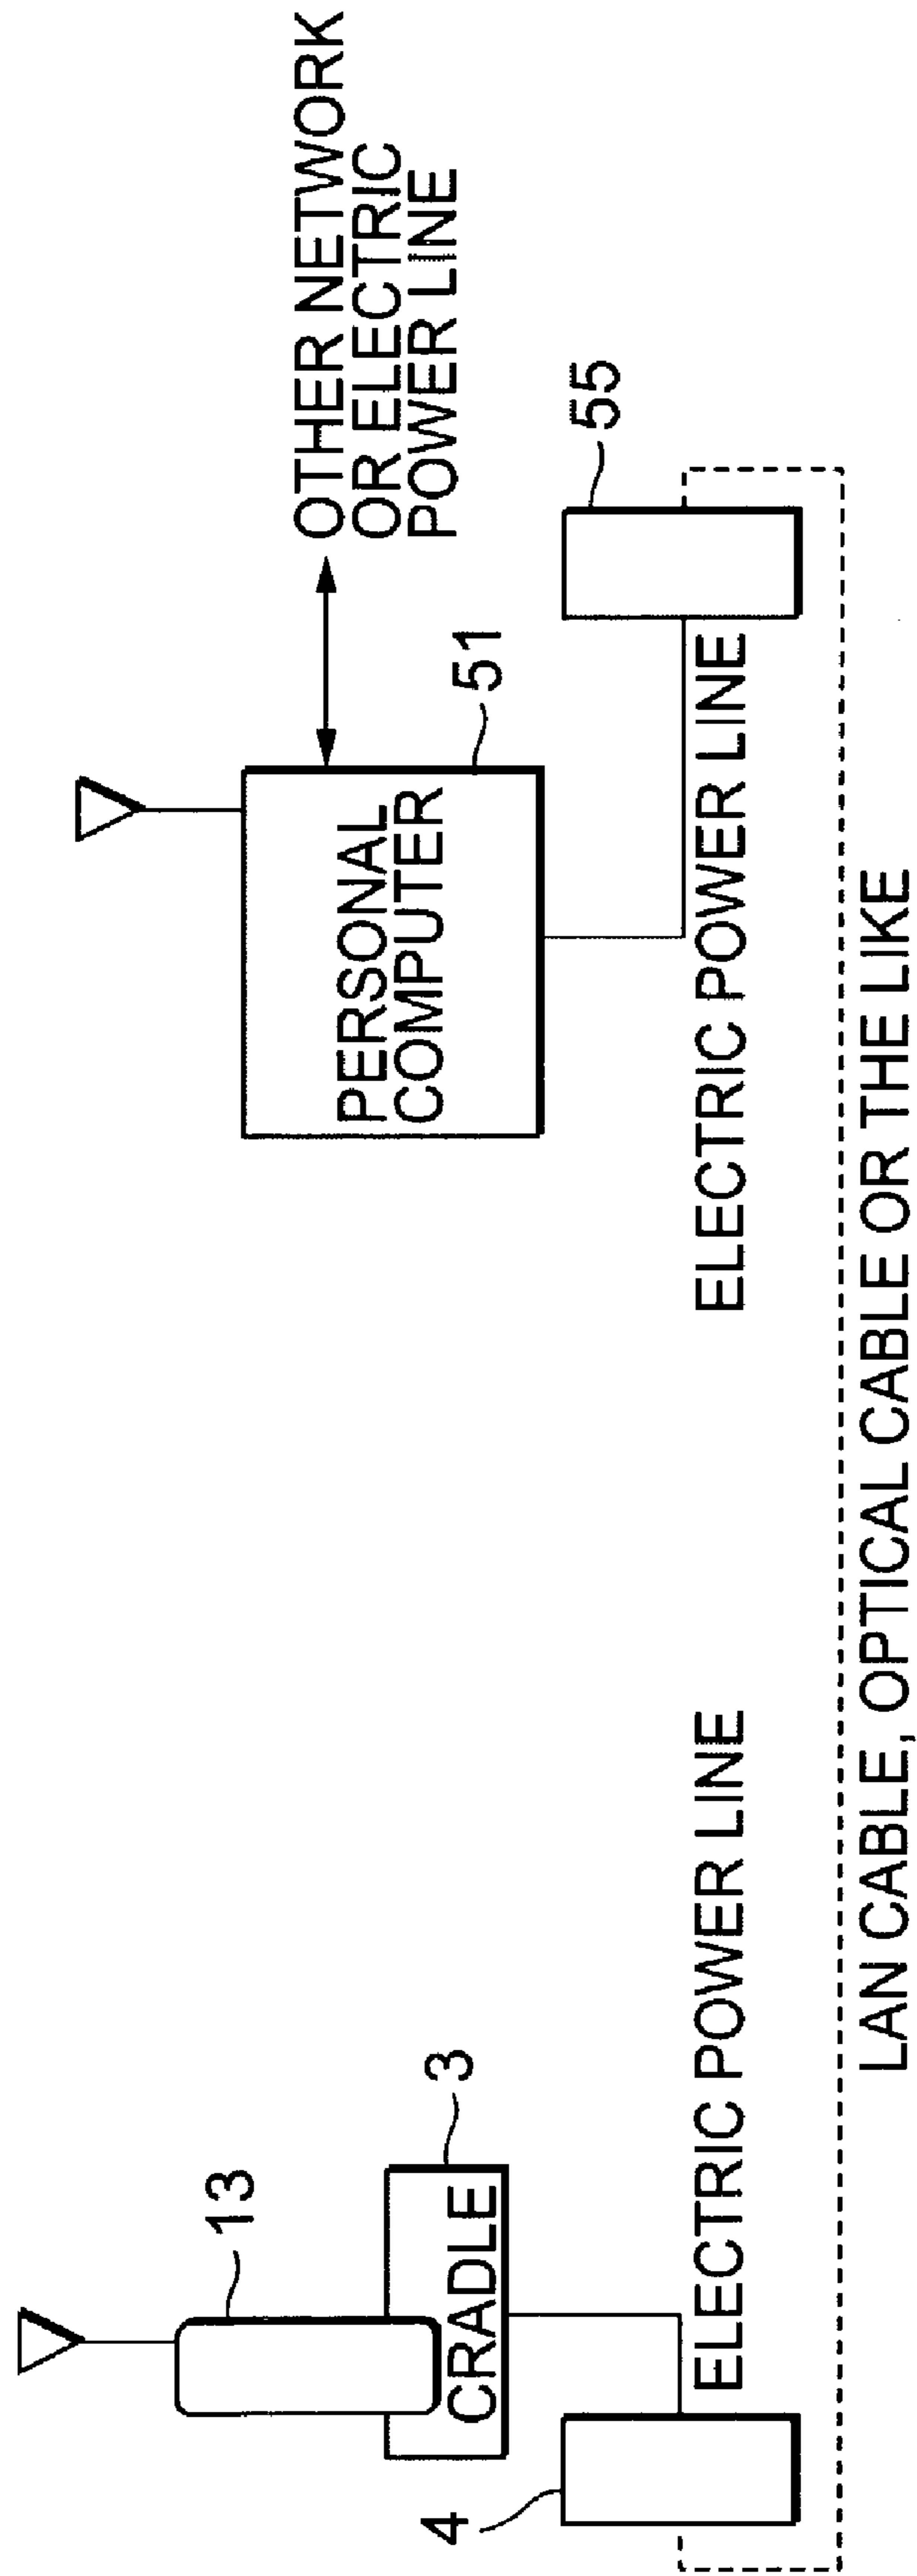 13
3
CRADLE
4
ELECTRIC POWER LINE
PERSONAL
COMPUTER
51
OTHER NETWORK
OR ELECTRIC
POWER LINE
55
ELECTRIC POWER LINE
LAN CABLE, OPTICAL CABLE OR THE LIKE